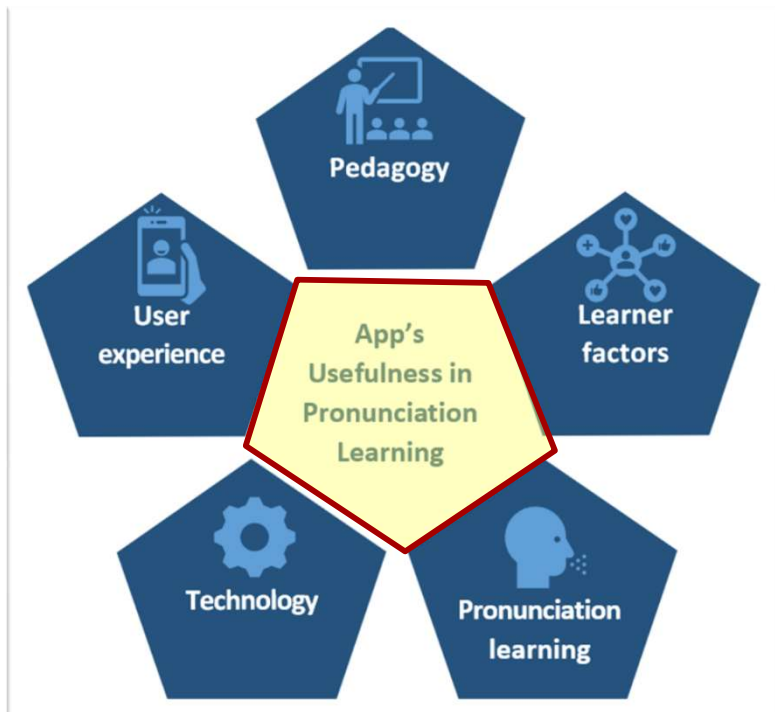 Pedagogy
User
experience
Learner
factors
App's
Usefulness in
Pronunciation
Learning
Technology
Pronunciation
learning